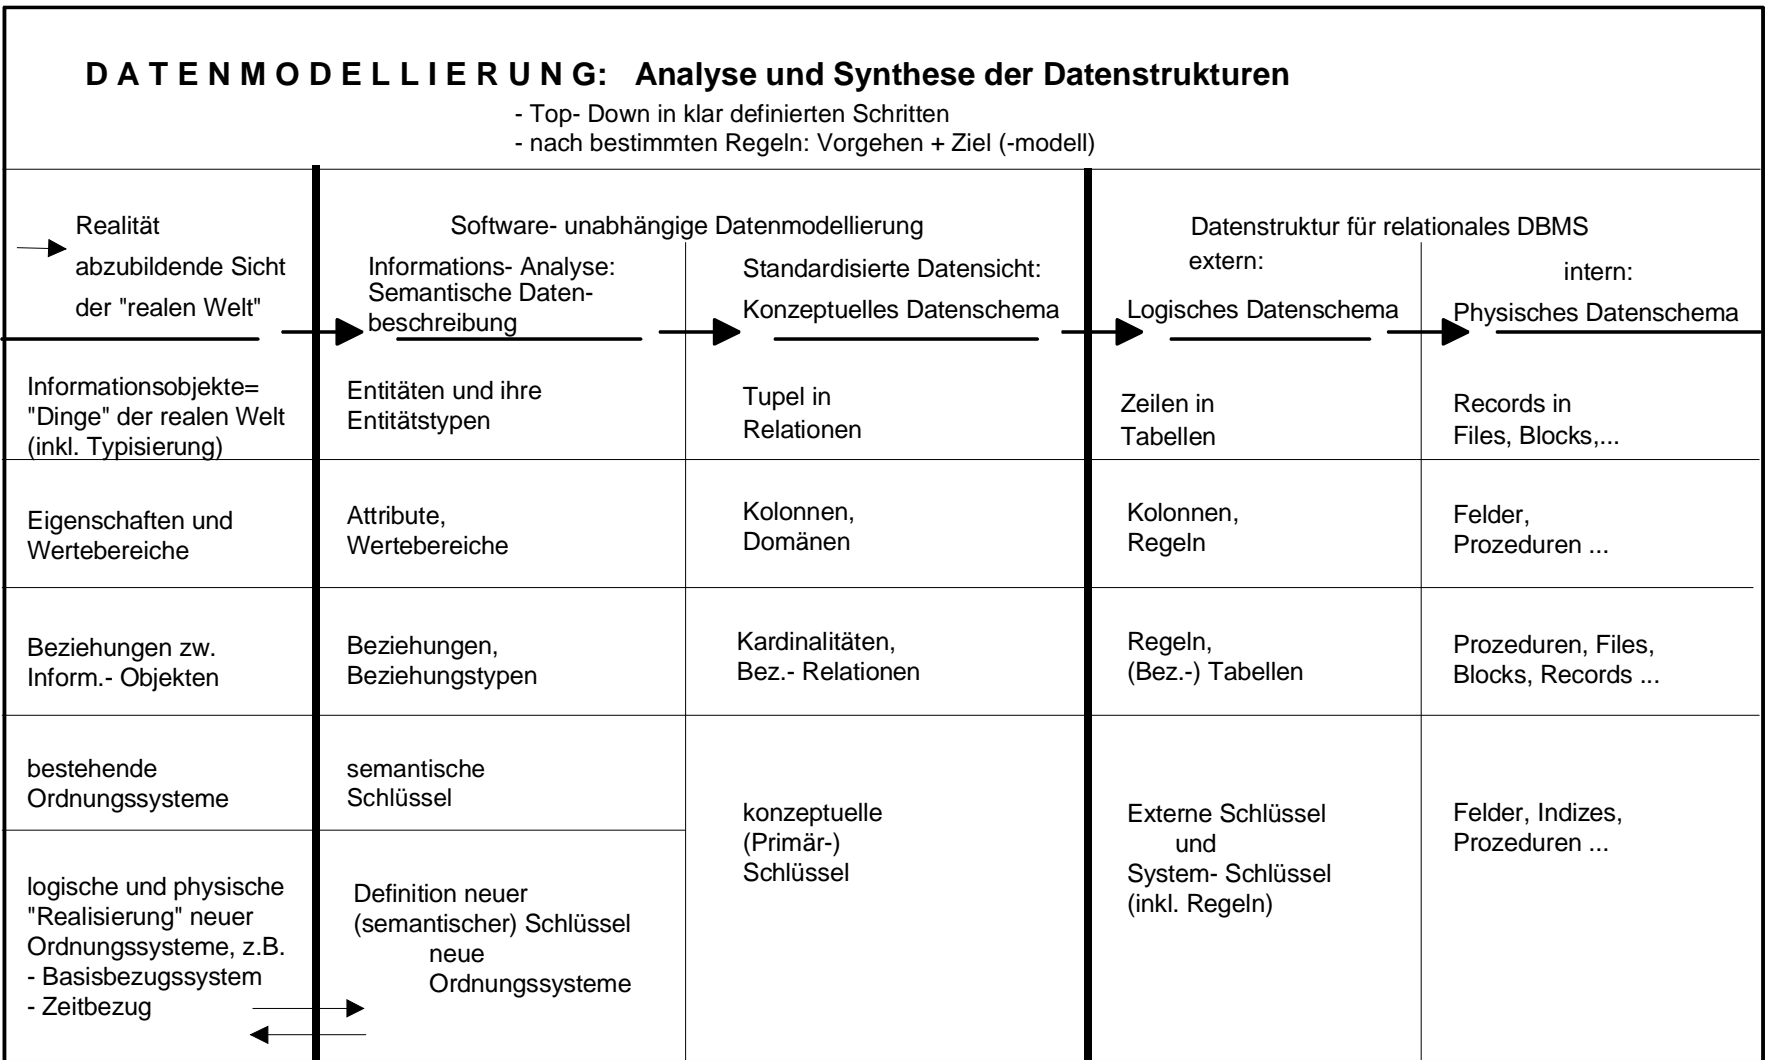 D A T E N M O D E L L I E R U N G: Analyse und Synthese der Datenstrukturen
- Top- Down in klar definierten Schritten
- nach bestimmten Regeln: Vorgehen + Ziel (-modell)
Realität
abzubildende Sicht
der "realen Welt"
Software- unabhängige Datenmodellierung
Informations- Analyse:
Semantische Daten-
beschreibung
Standardisierte Datensicht:
Konzeptuelles Datenschema
Datenstruktur für relationales DBMS
extern:
Logisches Datenschema
intern:
Physisches Datenschema
Informationsobjekte=
"Dinge" der realen Welt
(inkl. Typisierung)
Entitäten und ihre
Entitätstypen
Tupel in
Relationen
Zeilen in
Tabellen
Records in
Files, Blocks,...
Eigenschaften und
Wertebereiche
Attribute,
Wertebereiche
Kolonnen,
Domänen
Kolonnen,
Regeln
Felder,
Prozeduren ...
Beziehungen zw.
Inform.- Objekten
Beziehungen,
Beziehungstypen
Kardinalitäten,
Bez.- Relationen
Regeln,
(Bez.-) Tabellen
Prozeduren, Files,
Blocks, Records ...
bestehende
Ordnungssysteme
semantische
Schlüssel
konzeptuelle
(Primär-)
Schlüssel
Externe Schlüssel
und
System- Schlüssel
(inkl. Regeln)
Felder, Indizes,
Prozeduren ...
logische und physische
"Realisierung" neuer
Ordnungssysteme, z.B.
- Basisbezugssystem
- Zeitbezug
Definition neuer
(semantischer) Schlüssel
neue
Ordnungssysteme